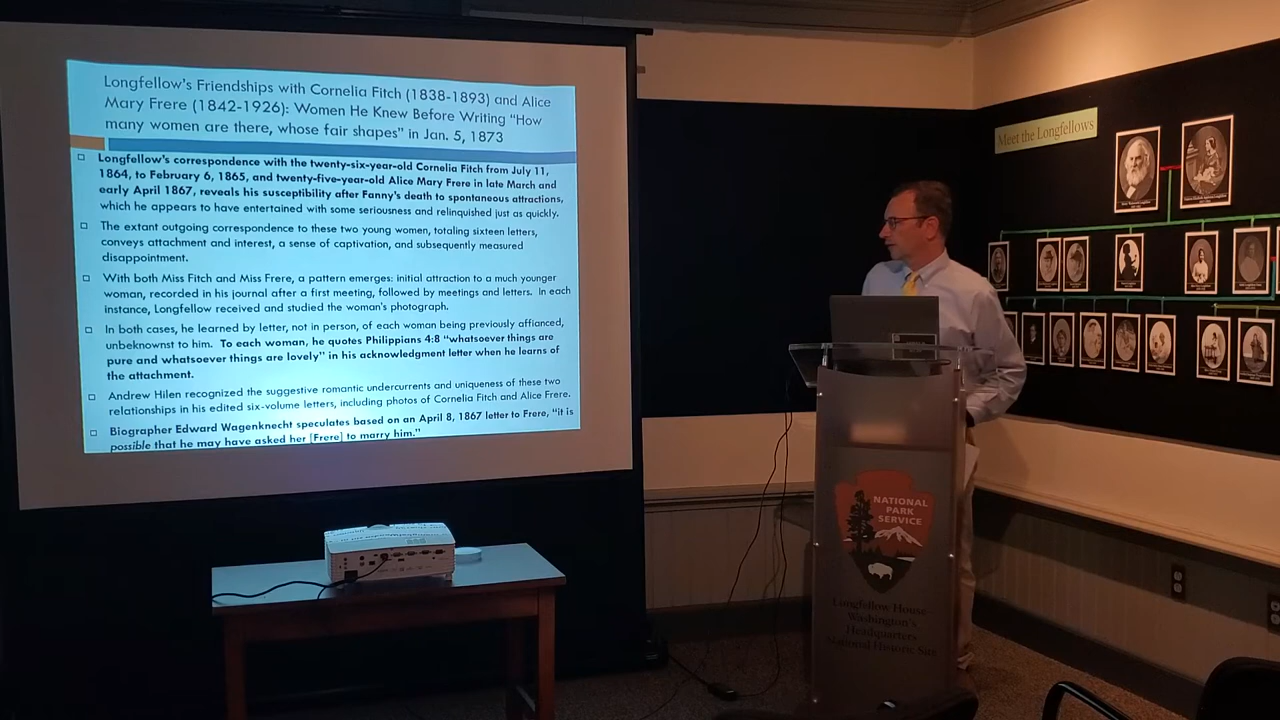 Longfellow's Friendships with Cornelia Fitch (1838-1893) and Alice
Mary Frere (1842-1926): Women He Knew Before Writing "How
many women are there, whose fair shapes" in Jan. 5, 1873
Longfellow's correspondence with the twenty-six-year-old Cornelia Fitch from July 11,
1864, to February 6, 1865, and twenty-five-year-old Alice Mary Frere in late March and
early April 1867, reveals his susceptibility after Fanny's death to spontaneous attractions,
which he appears to have entertained with some seriousness and relinquished just as quickly.
The extant outgoing correspondence to these two young women, totaling sixteen letters,
conveys attachment and interest, a sense of captivation, and subsequently measured
disappointment.
With both Miss Fitch and Miss Frere, a pattern emerges: initial attraction to a much younger
woman, recorded in his journal after a first meeting, followed by meetings and letters. In each
instance, Longfellow received and studied the woman's photograph.
In both cases, he learned by letter, not in person, of each woman being previously affianced,
unbeknownst to him. To each woman, he quotes Philippians 4:8 "whatsoever things are
pure and whatsoever things are lovely" in his acknowledgment letter when he learns of
the attachment.
Andrew Hilen recognized the suggestive romantic undercurrents and uniqueness of these two
relationships in his edited six-volume letters, including photos of Cornelia Fitch and Alice Frere.
Biographer Edward Wagenknecht speculates based on an April 8, 1867 letter to Frere, "it is
possible that he may have asked her [Frere] to marry him."
Meet the Longfellows
NATIONAL
PARK
SERVICE
Longfellow House
Washington's
Headquarters
National Historic Site